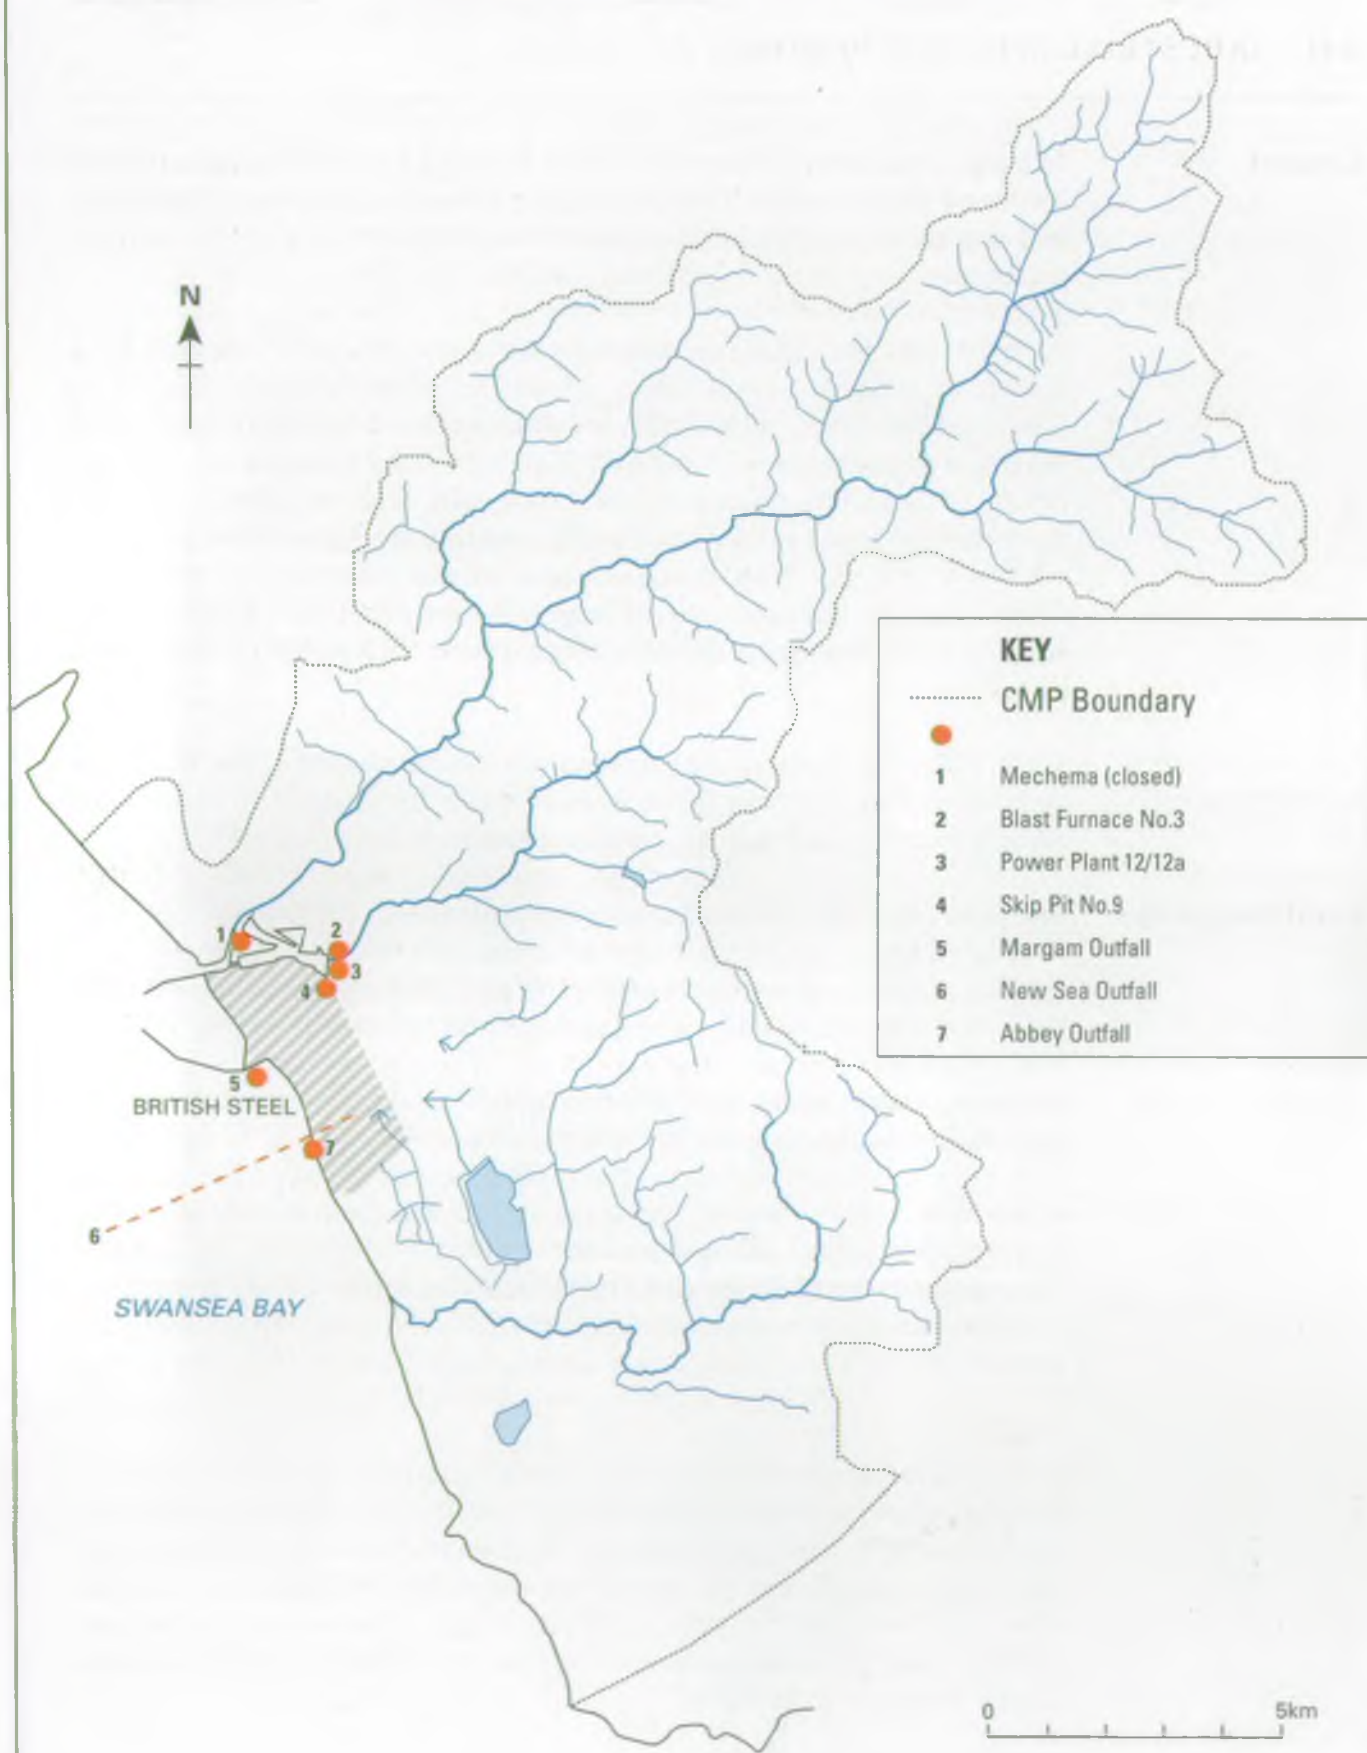 N
KEY
CMP Boundary
1 Mechema (closed)
2 Blast Furnace No.3
3 Power Plant 12/12a
4 Skip Pit No.9
5 Margam Outfall
6 New Sea Outfall
7 Abbey Outfall
1
2
3
4
5
BRITISH STEEL
7
6
SWANSEA BAY
0 5km